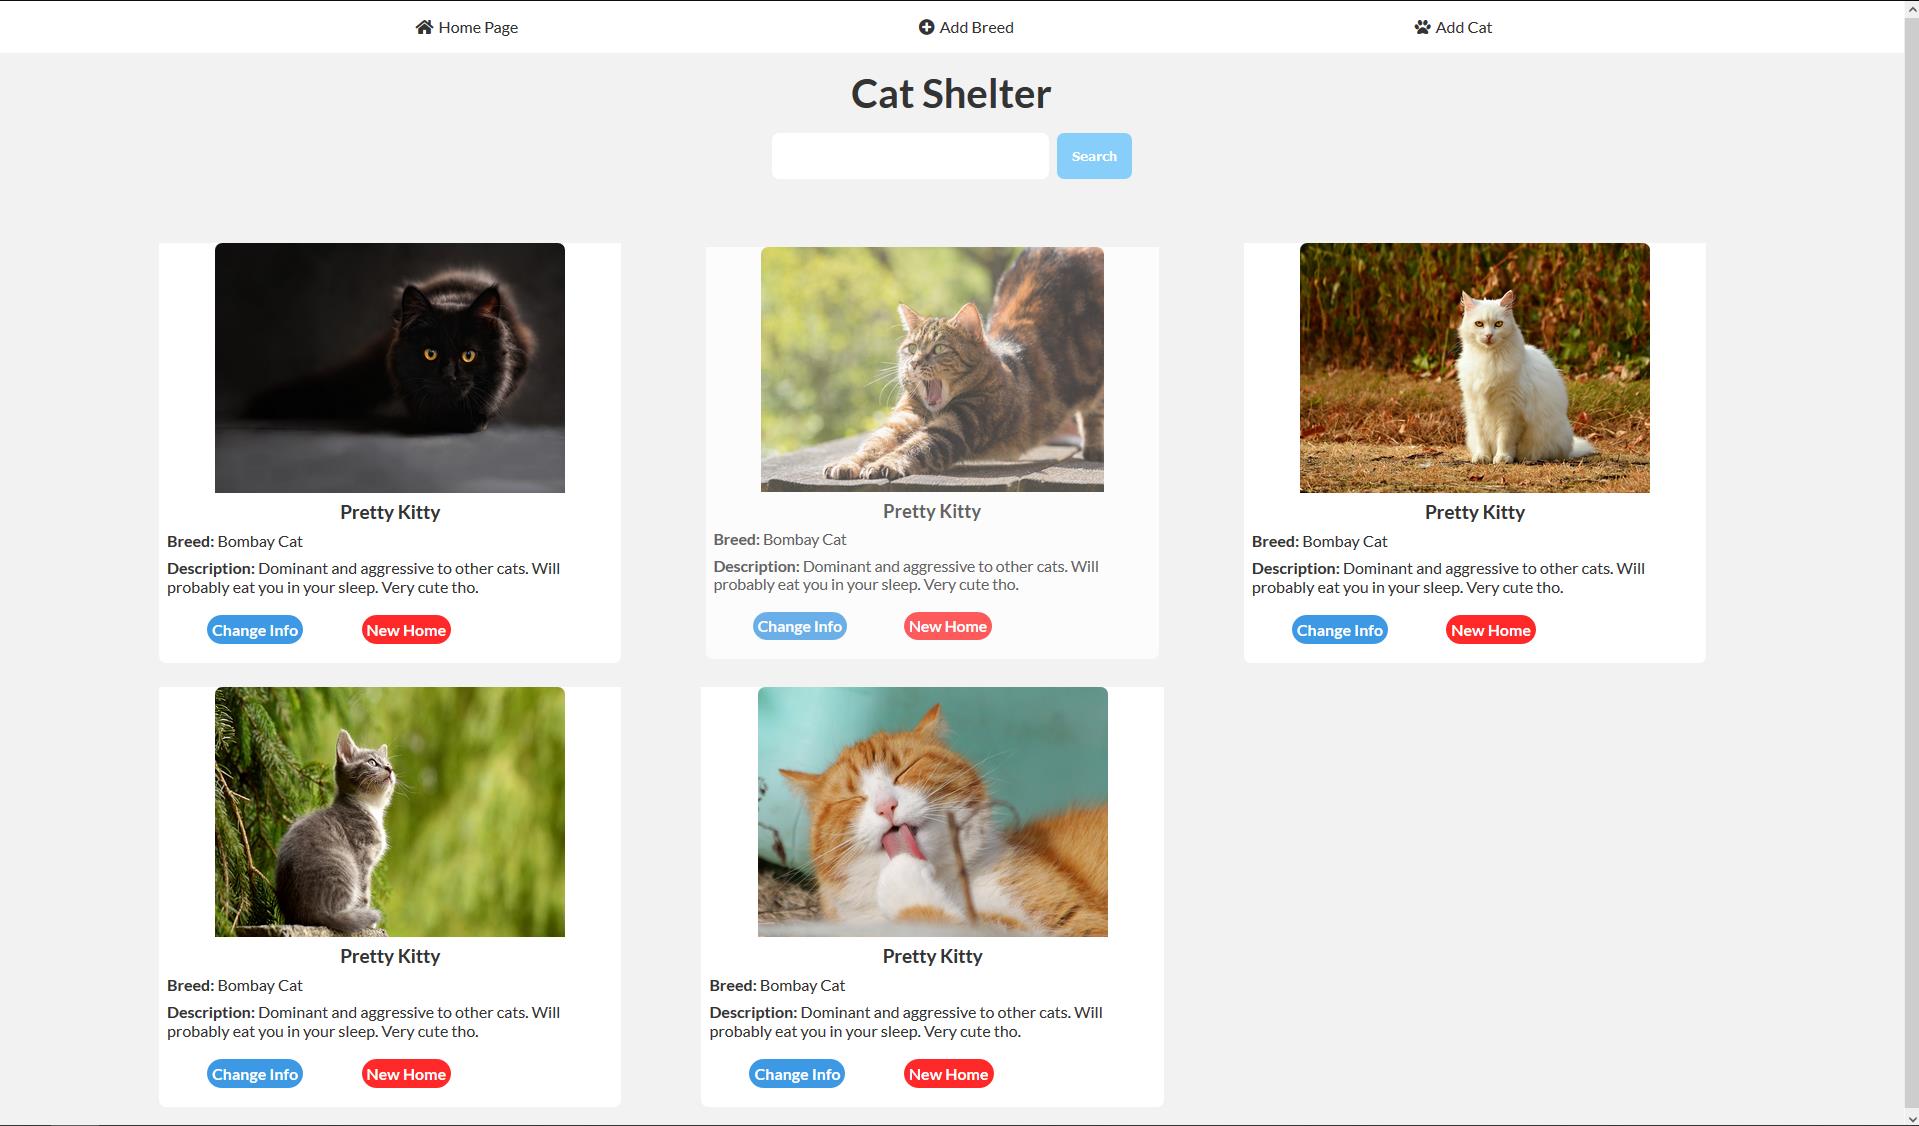 Home Page
Add Breed
Add Cat
Cat Shelter
Search
Pretty Kitty
Breed: Bombay Cat
Description: Dominant and aggressive to other cats. Will
probably eat you in your sleep. Very cute tho.
Change Info
New Home
Pretty Kitty
Breed: Bombay Cat
Description: Dominant and aggressive to other cats. Will
probably eat you in your sleep. Very cute tho.
Change Info
New Home
Pretty Kitty
Breed: Bombay Cat
Description: Dominant and aggressive to other cats. Will
probably eat you in your sleep. Very cute tho.
Change Info
New Home
Pretty Kitty
Breed: Bombay Cat
Description: Dominant and aggressive to other cats. Will
probably eat you in your sleep. Very cute tho.
Change Info
New Home
Pretty Kitty
Breed: Bombay Cat
Description: Dominant and aggressive to other cats. Will
probably eat you in your sleep. Very cute tho.
Change Info
New Home